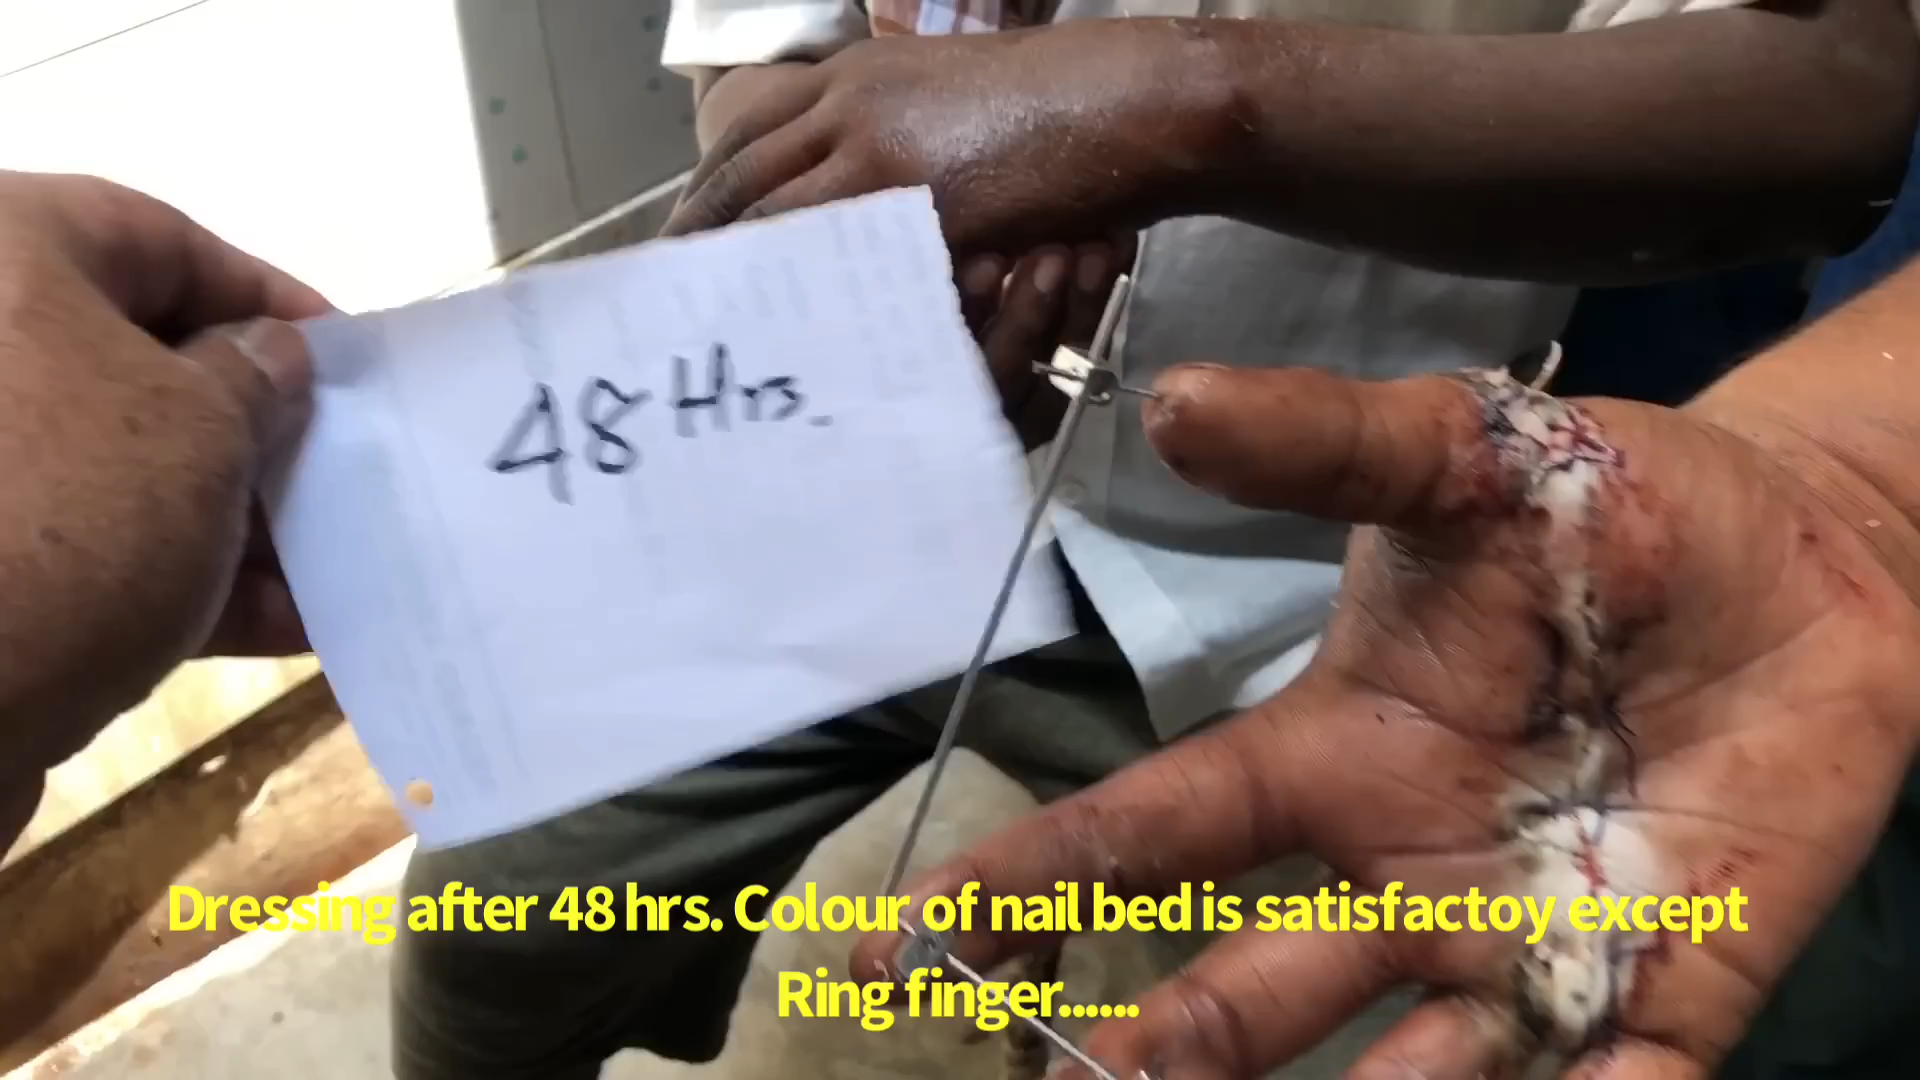 48 Hrs.
Dressing after 48 hrs. Colour of nail bed is satisfactoy except
Ring finger......